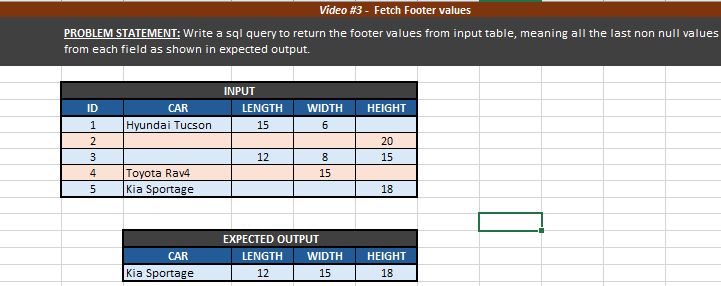 Video #3 - Fetch Footer values
PROBLEM STATEMENT: Write a sql query to return the footer values from input table, meaning all the last non null values
from each field as shown in expected output.
INPUT
ID CAR LENGTH WIDTH HEIGHT
1 Hyundai Tucson 15 6
2 20
3 12 8 15
4 Toyota Rav4 15
5 Kia Sportage 18
EXPECTED OUTPUT
CAR LENGTH WIDTH HEIGHT
Kia Sportage 12 15 18